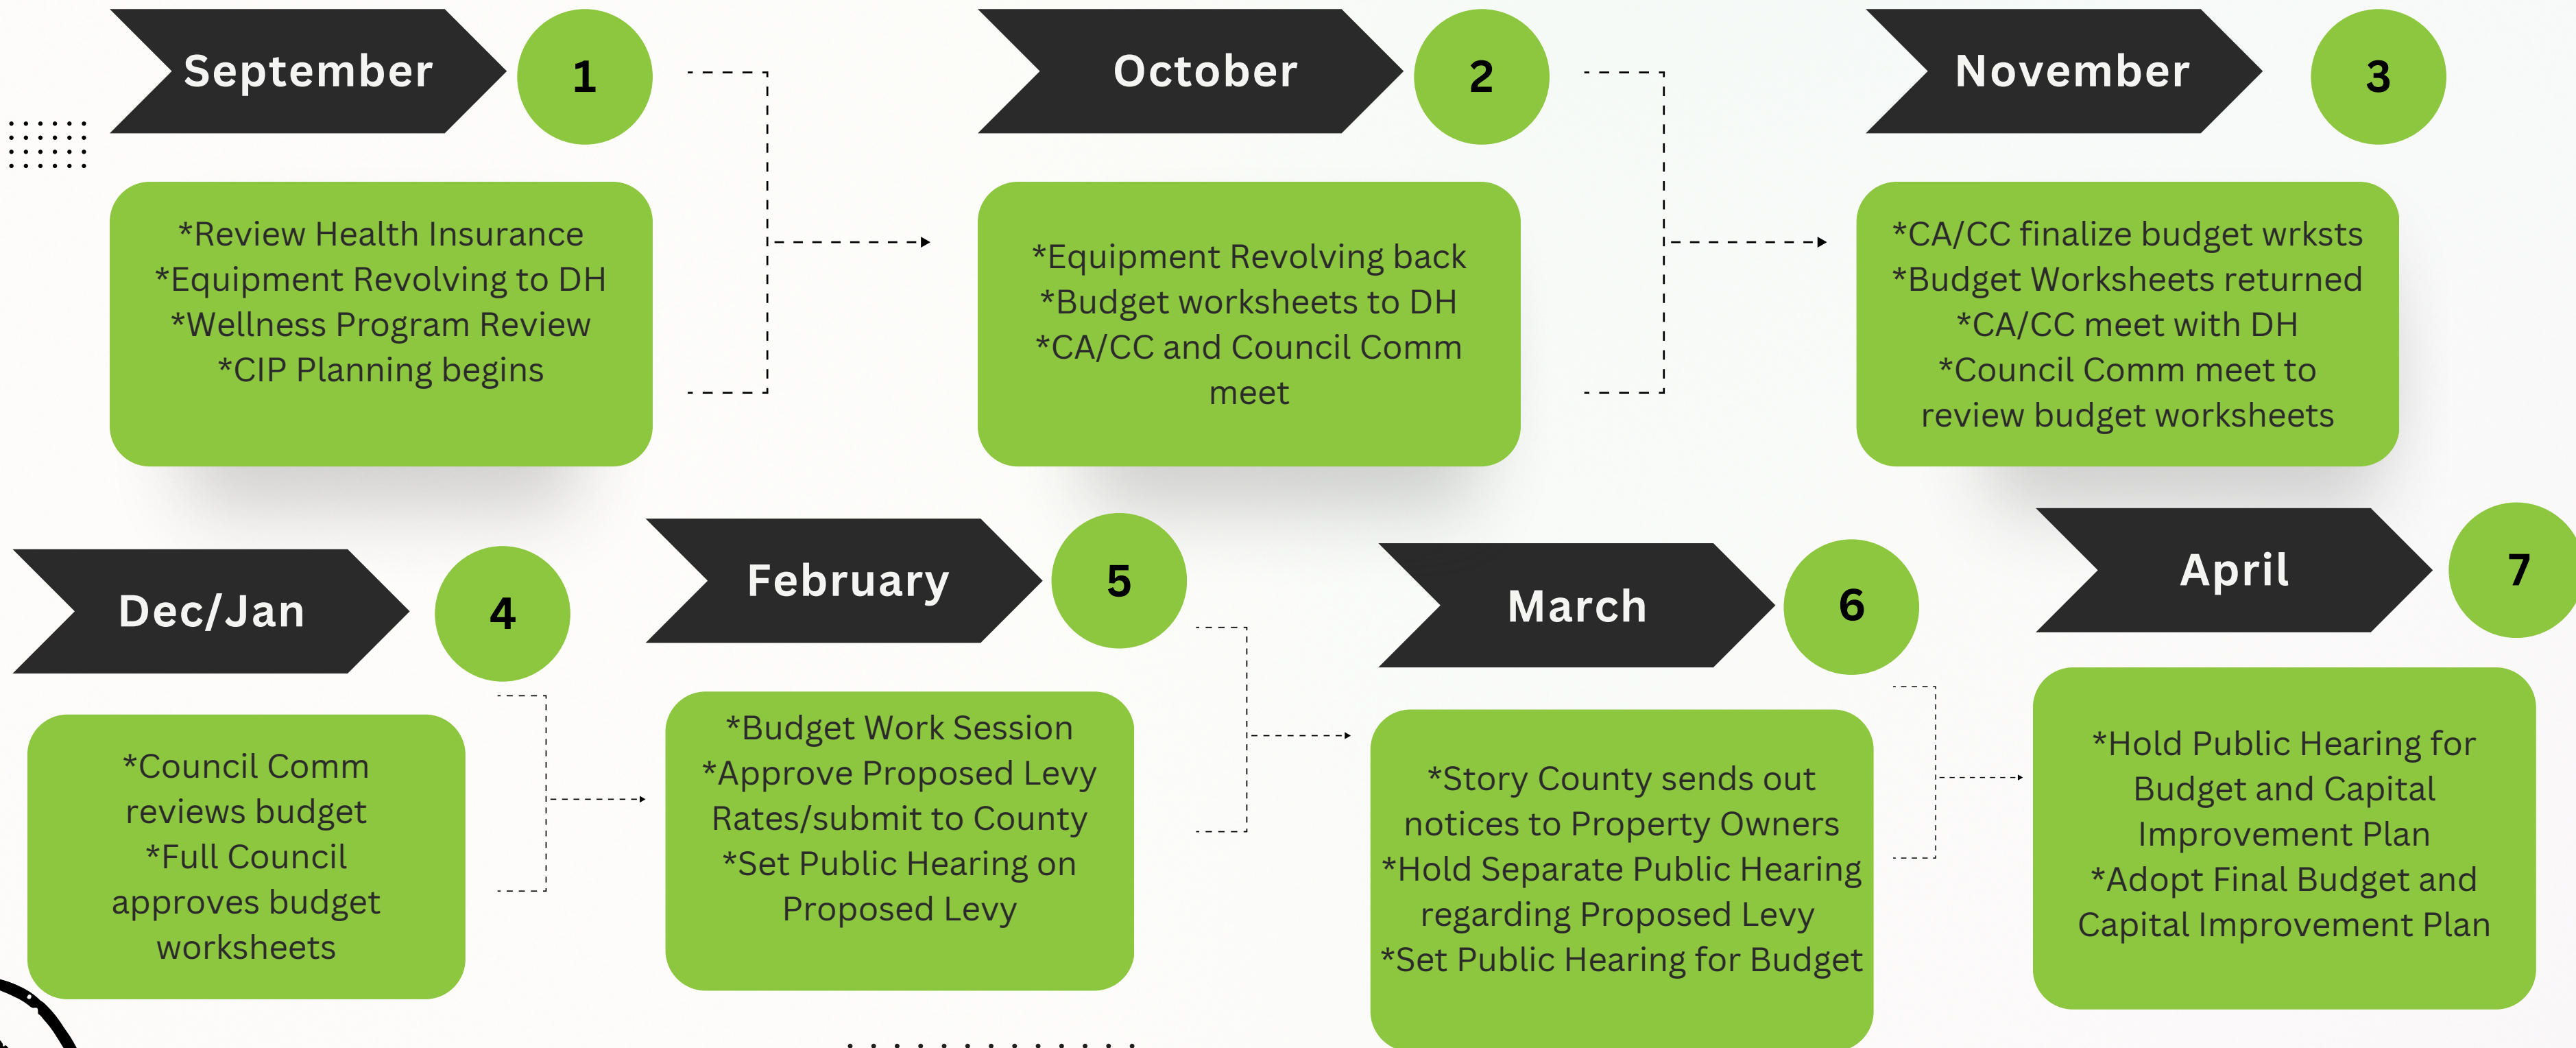 September
1
*Review Health Insurance
*Equipment Revolving to DH
*Wellness Program Review
*CIP Planning begins
October
2
*Equipment Revolving back
*Budget worksheets to DH
*CA/CC and Council Comm
meet
November
3
*CA/CC finalize budget wrksts
*Budget Worksheets returned
*CA/CC meet with DH
*Council Comm meet to
review budget worksheets
Dec/Jan
4
*Council Comm
reviews budget
*Full Council
approves budget
worksheets
February
5
*Budget Work Session
*Approve Proposed Levy
Rates/submit to County
*Set Public Hearing on
Proposed Levy
March
6
*Story County sends out
notices to Property Owners
*Hold Separate Public Hearing
regarding Proposed Levy
*Set Public Hearing for Budget
April
7
*Hold Public Hearing for
Budget and Capital
Improvement Plan
*Adopt Final Budget and
Capital Improvement Plan